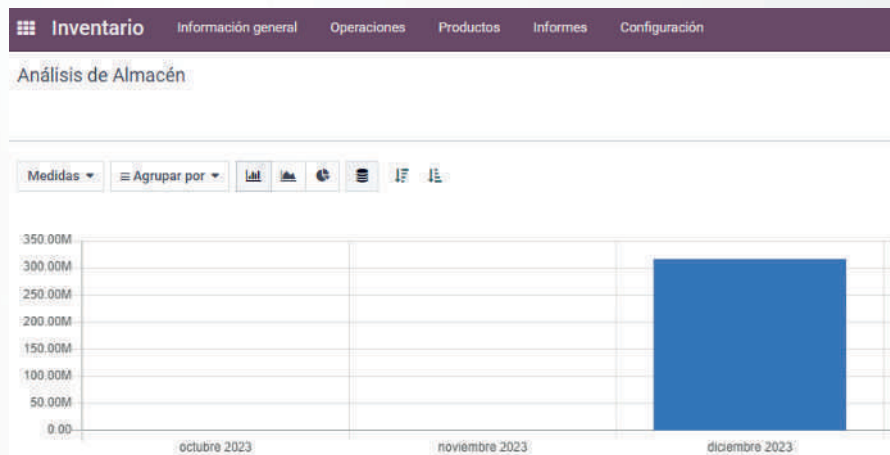 Inventario Información general Operaciones Productos Informes Configuración
Análisis de Almacén
Medidas Agrupar por
350.00M
300.00M
250.00M
200.00M
150.00M
100.00M
50.00M
0.00
octubre 2023 noviembre 2023 diciembre 2023